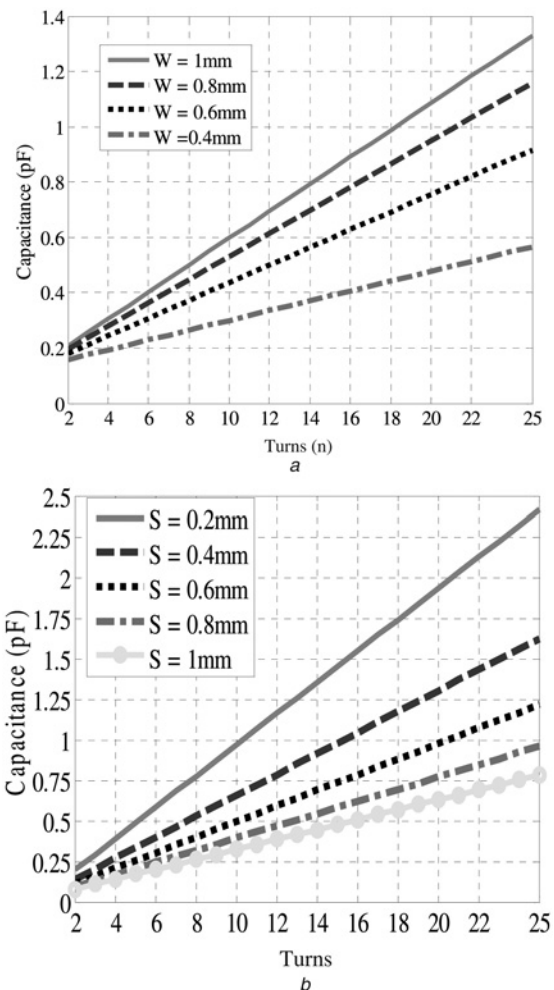 1.4
1.2
1
0.8
0.6
0.4
0.2
0
Capacitance (pF)
W = 1mm
W = 0.8mm
W = 0.6mm
W =0.4mm
2 4 6 8 10 12 14 16 18 20 22 25
Turns (n)
a
2.5
2.25
2
1.75
1.5
1.25
1
0.75
0.5
0.25
0
Capacitance (pF)
S = 0.2mm
S = 0.4mm
S = 0.6mm
S = 0.8mm
S = 1mm
2 4 6 8 10 12 14 16 18 20 22 25
Turns
b